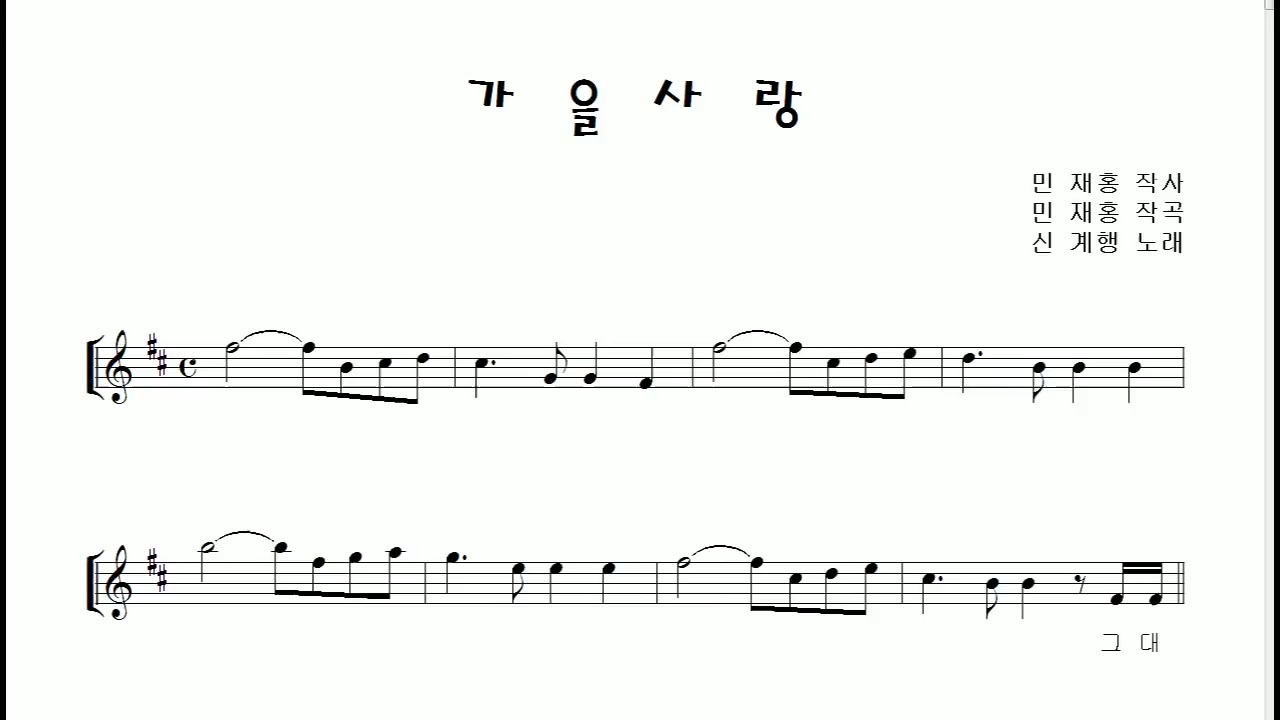 가 을 사 랑
민 재홍 작사
민 재홍 작곡
신 계행 노래
그 대